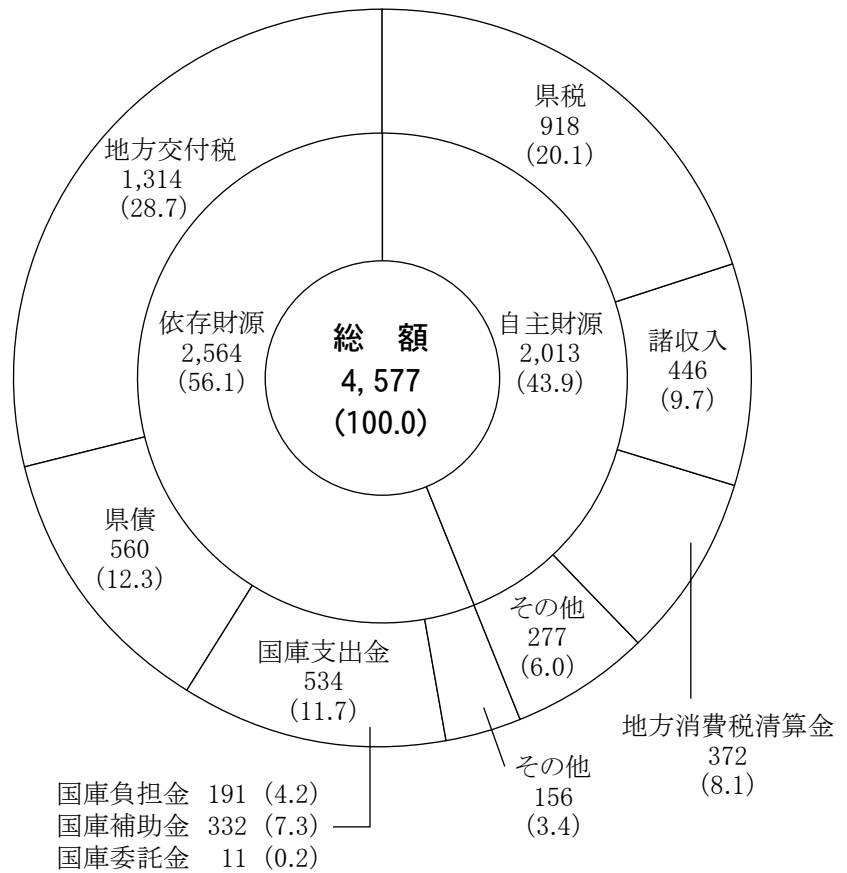 県税
918
(20.1)
地方交付税
1,314
(28.7)
依存財源
2,564
(56.1)
総　額
4,577
(100.0)
自主財源
2,013
(43.9)
諸収入
446
(9.7)
県債
560
(12.3)
国庫支出金
534
(11.7)
その他
277
(6.0)
地方消費税清算金
372
(8.1)
その他
156
(3.4)
国庫負担金 191 (4.2)
国庫補助金 332 (7.3)
国庫委託金 11 (0.2)